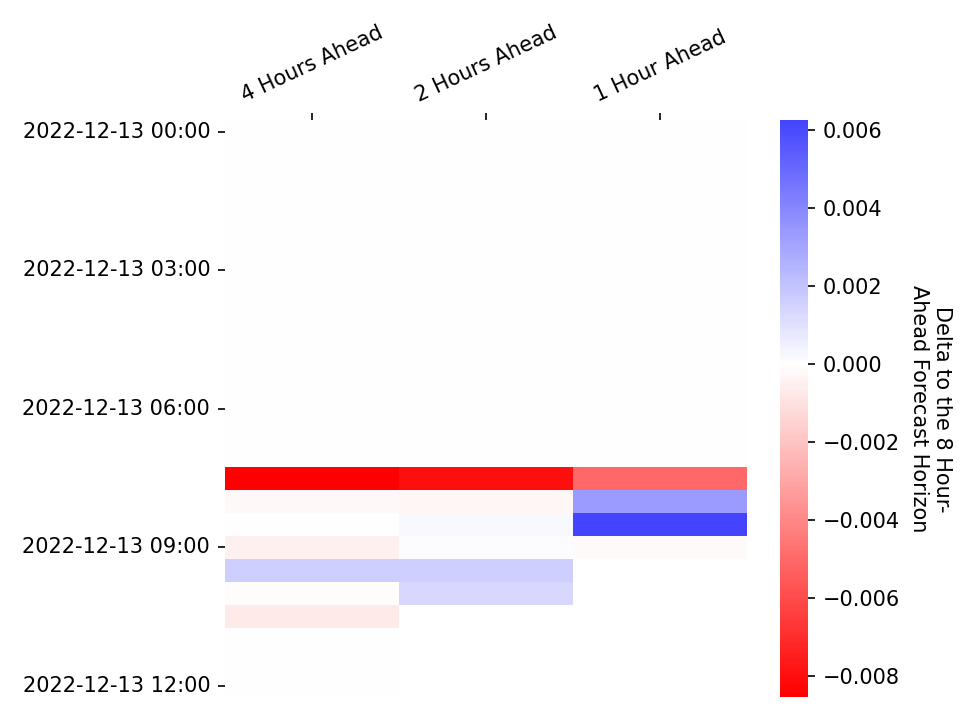 4 Hours Ahead
2 Hours Ahead
1 Hour Ahead
2022-12-13 00:00
2022-12-13 03:00
2022-12-13 06:00
2022-12-13 09:00
2022-12-13 12:00
0.006
0.004
0.002
0.000
−0.002
−0.004
−0.006
−0.008
Delta to the 8 Hour-
Ahead Forecast Horizon